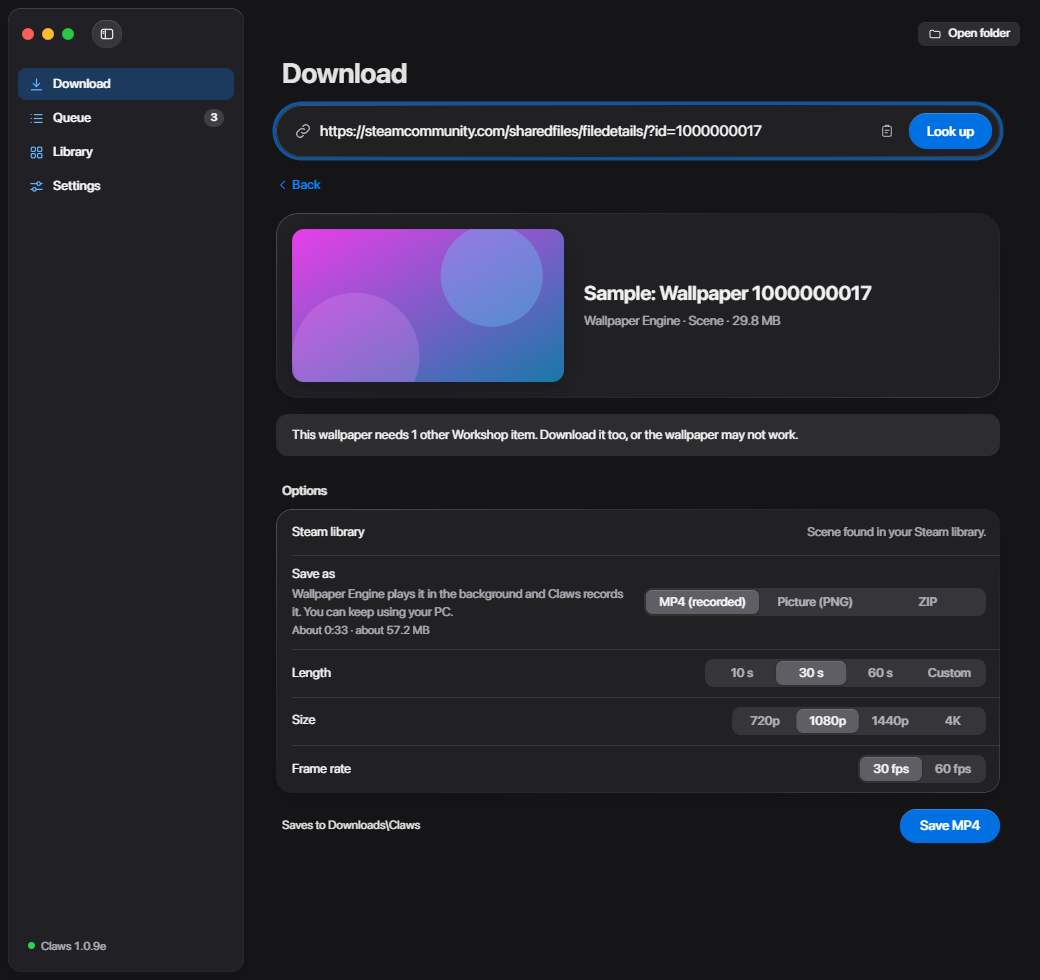 Open folder
Download
Queue
3
Library
Settings
Download
https://steamcommunity.com/sharedfiles/filedetails/?id=1000000017
Look up
Back
Sample: Wallpaper 1000000017
Wallpaper Engine · Scene · 29.8 MB
This wallpaper needs 1 other Workshop item. Download it too, or the wallpaper may not work.
Options
Steam library
Scene found in your Steam library.
Save as
Wallpaper Engine plays it in the background and Claws records
it. You can keep using your PC.
About 0:33 · about 57.2 MB
MP4 (recorded) Picture (PNG) ZIP
Length
10 s 30 s 60 s Custom
Size
720p 1080p 1440p 4K
Frame rate
30 fps 60 fps
Saves to Downloads\Claws
Save MP4
Claws 1.0.9e